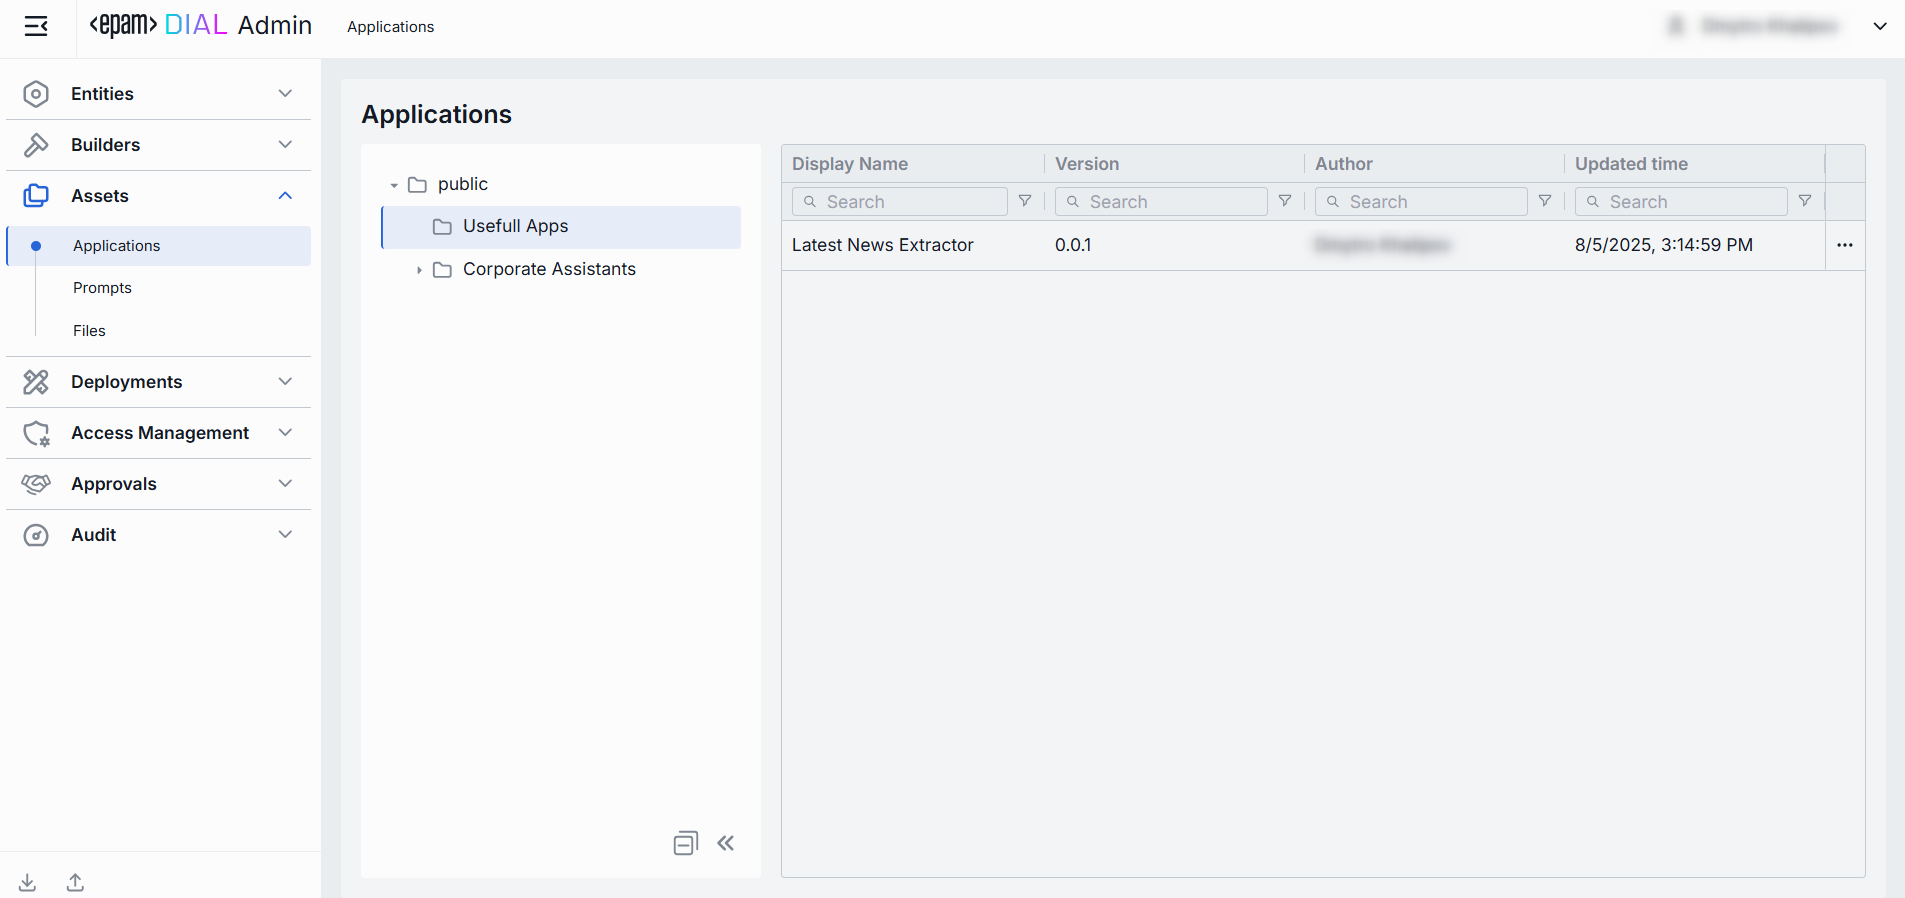 <epam> DIAL Admin
Applications
Entities
Builders
Assets
Applications
Prompts
Files
Deployments
Access Management
Approvals
Audit
Applications
public
Usefull Apps
Corporate Assistants
Display Name Version Author Updated time
Search Search Search Search
Latest News Extractor 0.0.1 8/5/2025, 3:14:59 PM